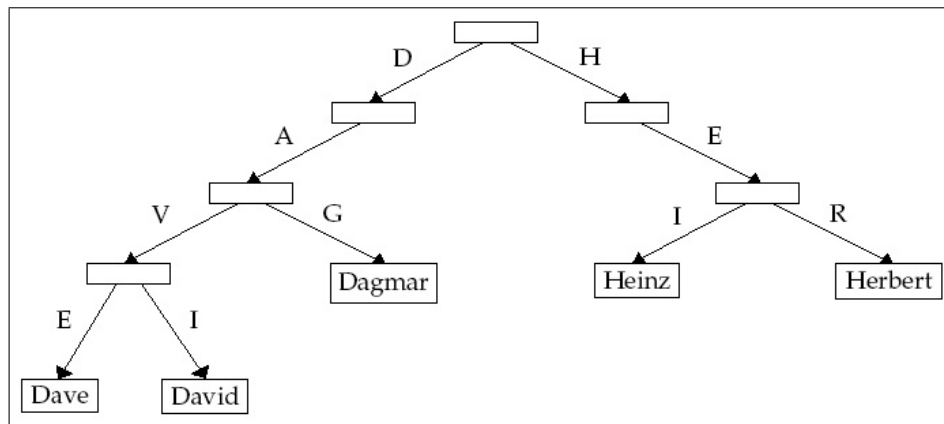 D H
A E
V G I R
Dagmar Heinz Herbert
E I
Dave David